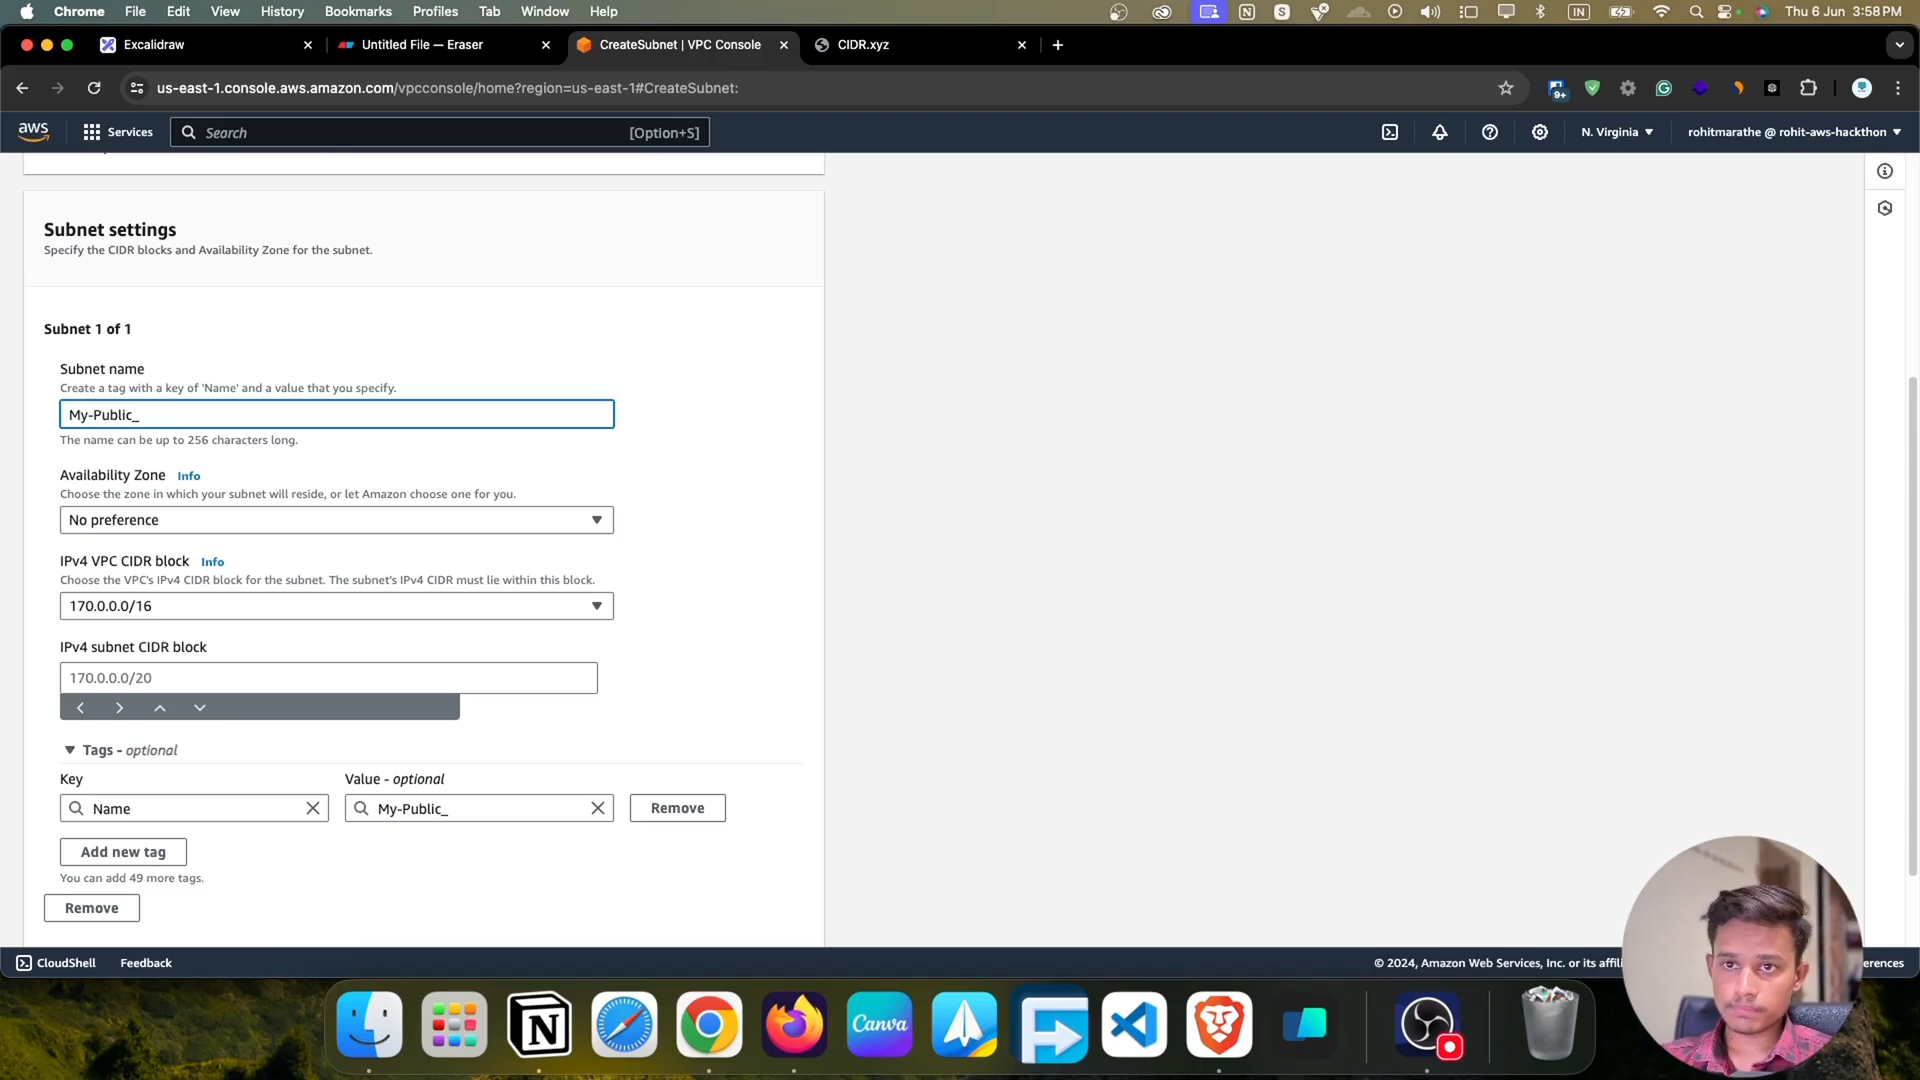 Chrome File Edit View History Bookmarks Profiles Tab Window Help
N S IN Thu 6 Jun 3:58 PM
Excalidraw Untitled File — Eraser CreateSubnet | VPC Console CIDR.xyz
us-east-1.console.aws.amazon.com/vpcconsole/home?region=us-east-1#CreateSubnet: 9+
aws Services Search [Option+S] N. Virginia ▼ rohitmarathe @ rohit-aws-hackthon ▼
Subnet settings
Specify the CIDR blocks and Availability Zone for the subnet.
Subnet 1 of 1
Subnet name
Create a tag with a key of 'Name' and a value that you specify.
My-Public_
The name can be up to 256 characters long.
Availability Zone Info
Choose the zone in which your subnet will reside, or let Amazon choose one for you.
No preference
IPv4 VPC CIDR block Info
Choose the VPC's IPv4 CIDR block for the subnet. The subnet's IPv4 CIDR must lie within this block.
170.0.0.0/16
IPv4 subnet CIDR block
170.0.0.0/20
Tags - optional
Key Value - optional
Name My-Public_ Remove
Add new tag
You can add 49 more tags.
Remove
CloudShell Feedback © 2024, Amazon Web Services, Inc. or its affili erences
N Canva